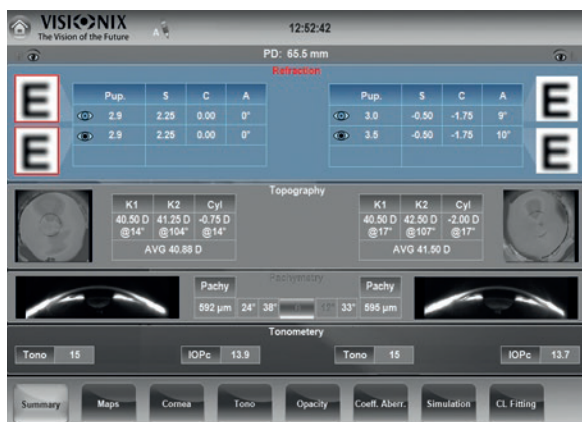 VISIONIX
The Vision of the Future
A
12:52:42
PD: 65.5 mm
Refraction
E
Pup. S C A
2.9 2.25 0.00 0°
E
2.9 2.25 0.00 0°
Pup. S C A
3.0 -0.50 -1.75 9°
E
3.5 -0.50 -1.75 10°
E
Topography
K1 K2 Cyl
40.50 D 41.25 D -0.75 D
@14° @104° @14°
AVG 40.88 D
K1 K2 Cyl
40.50 D 42.50 D -2.00 D
@17° @107° @17°
AVG 41.50 D
Pachymetry
Pachy
592 µm 24° 38°
Pachy
33° 595 µm
Tonometery
Tono 15 IOPc 13.9 Tono 15 IOPc 13.7
Summary Maps Cornea Tono Opacity Coeff. Aberr. Simulation CL Fitting